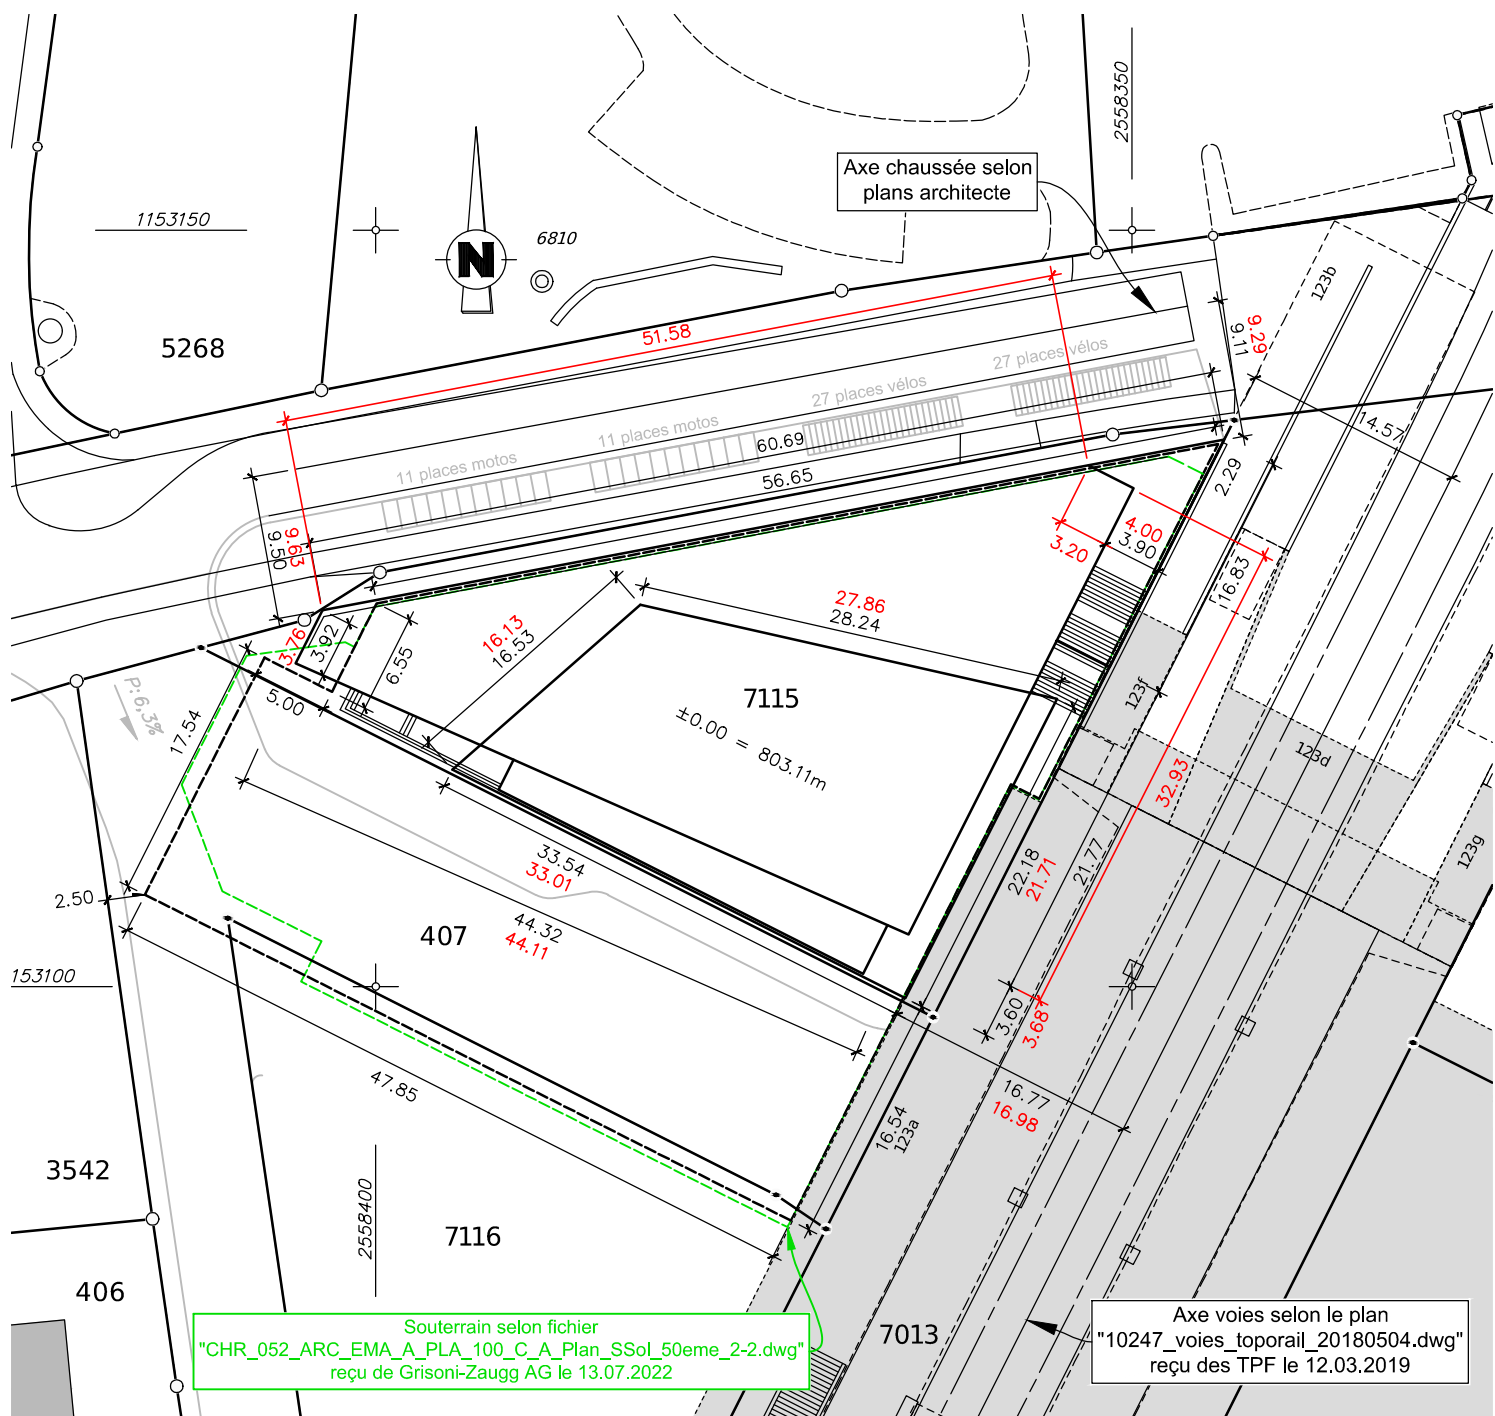 2558350
Axe chaussée selon
plans architecte
1153150
6810
N
123b
5268
51.58
9.29
9.11
27 places vélos
27 places vélos
11 places motos
11 places motos
60.69
56.65
14.57
2.29
9.63
9.50
4.00
3.90
3.20
16.83
27.86
28.24
16.13
16.53
3.76
3.92
6.55
5.00
7115
±0.00 = 803.11m
P:6,3%
17.54
123f
123d
32.93
123g
33.54
33.01
22.18
21.71
21.77
2.50
44.32
44.11
407
153100
3.60
3.68
47.85
16.77
16.98
16.54
123a
3542
2558400
7116
406
7013
Souterrain selon fichier
"CHR_052_ARC_EMA_A_PLA_100_C_A_Plan_SSol_50eme_2-2.dwg"
reçu de Grisoni-Zaugg AG le 13.07.2022
Axe voies selon le plan
"10247_voies_toporail_20180504.dwg"
reçu des TPF le 12.03.2019